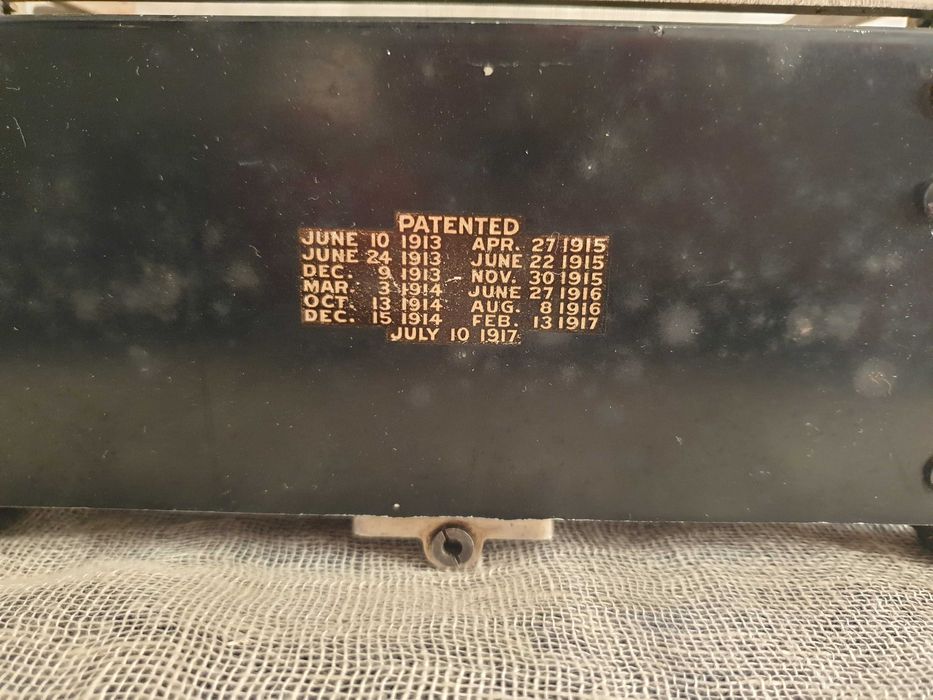 PATENTED
JUNE 10 1913 APR. 27 1915
JUNE 24 1913 JUNE 22 1915
DEC. 9 1913 NOV. 30 1915
MAR. 3 1914 JUNE 27 1916
OCT. 13 1914 AUG. 8 1916
DEC. 15 1914 FEB. 13 1917
JULY 10 1917